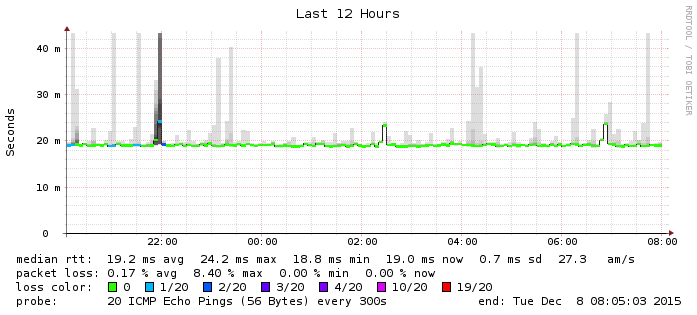 Last 12 Hours
RRDTOOL / TOBI OETIKER
Seconds
40 m
30 m
20 m
10 m
0
22:00 00:00 02:00 04:00 06:00 08:00
median rtt: 19.2 ms avg 24.2 ms max 18.8 ms min 19.0 ms now 0.7 ms sd 27.3 am/s
packet loss: 0.17 % avg 8.40 % max 0.00 % min 0.00 % now
loss color: 0 1/20 2/20 3/20 4/20 10/20 19/20
probe: 20 ICMP Echo Pings (56 Bytes) every 300s end: Tue Dec 8 08:05:03 2015